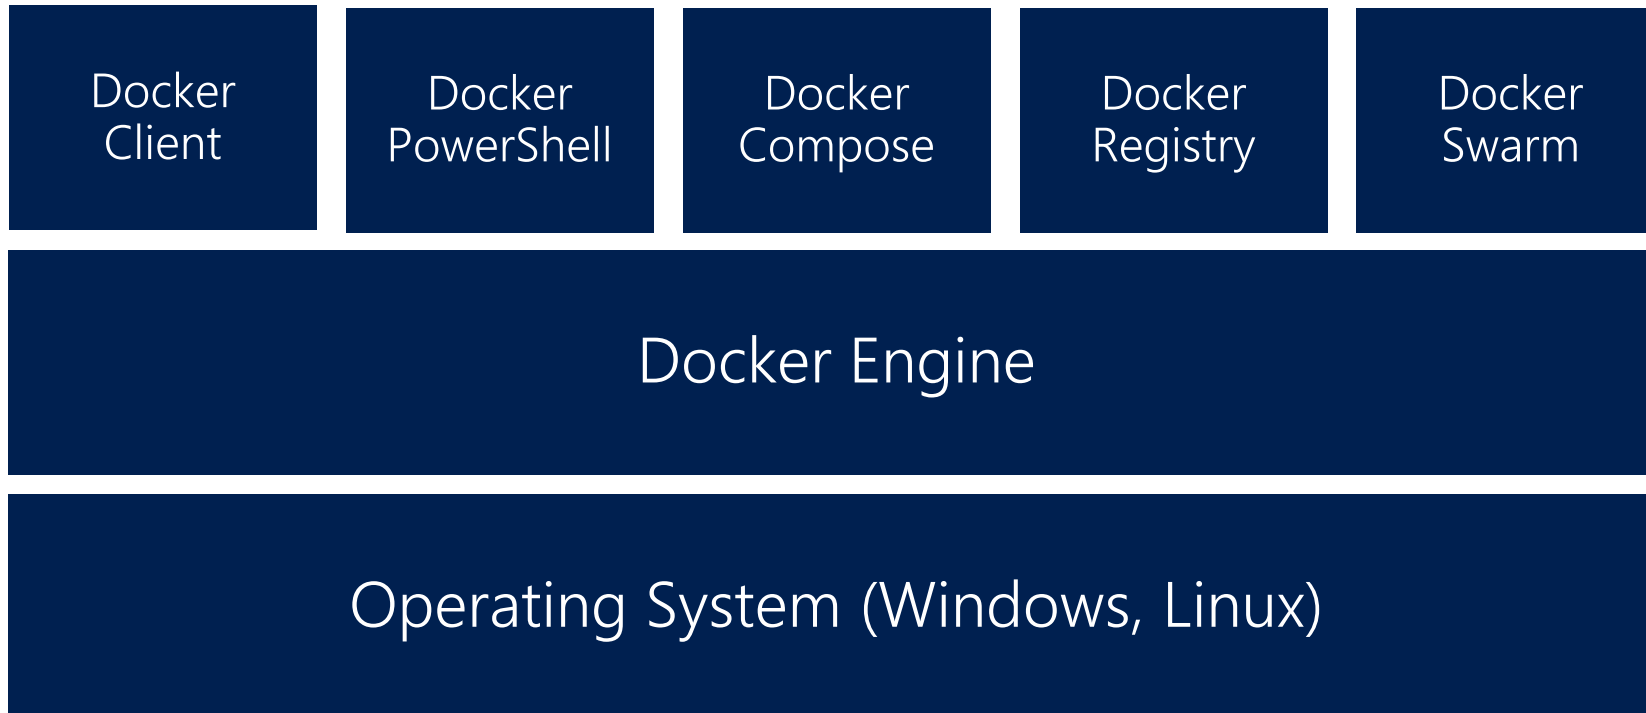 Docker
Client
Docker
PowerShell
Docker
Compose
Docker
Registry
Docker
Swarm
Docker Engine
Operating System (Windows, Linux)